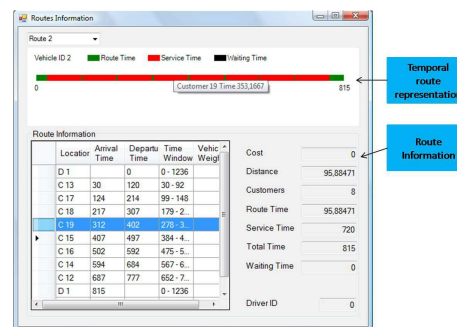 Routes Information
Route 2
Vehicle ID 2 Route Time Service Time Waiting Time
Customer 19 Time 353,1667
0 815
Temporal
route
representatio
Route Information
Route
Information
Locatior Arrival Time Departu Time Time Window Vehic Weigt
D 1 0 0 - 1236
C 13 30 120 30 - 92
C 17 124 214 99 - 148
C 18 217 307 179 - 2...
C 19 312 402 278 - 3...
C 15 407 497 384 - 4...
C 16 502 592 475 - 5...
C 14 594 684 567 - 6...
C 12 687 777 652 - 7...
D 1 815 0 - 1236
Cost 0
Distance 95,88471
Customers 8
Route Time 95,88471
Service Time 720
Total Time 815
Waiting Time 0
Driver ID 0